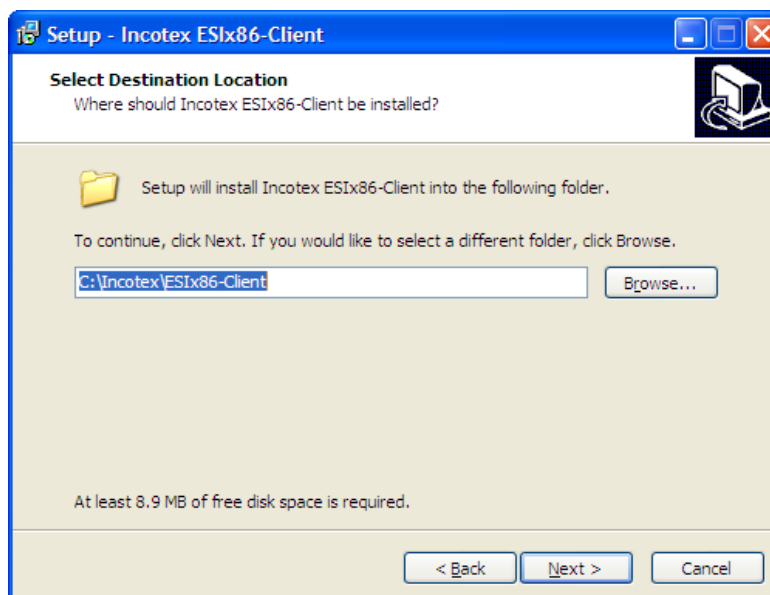 Setup - Incotex ESIx86-Client
Select Destination Location
Where should Incotex ESIx86-Client be installed?
Setup will install Incotex ESIx86-Client into the following folder.
To continue, click Next. If you would like to select a different folder, click Browse.
C:\Incotex\ESIx86-Client
Browse...
At least 8.9 MB of free disk space is required.
< Back
Next >
Cancel